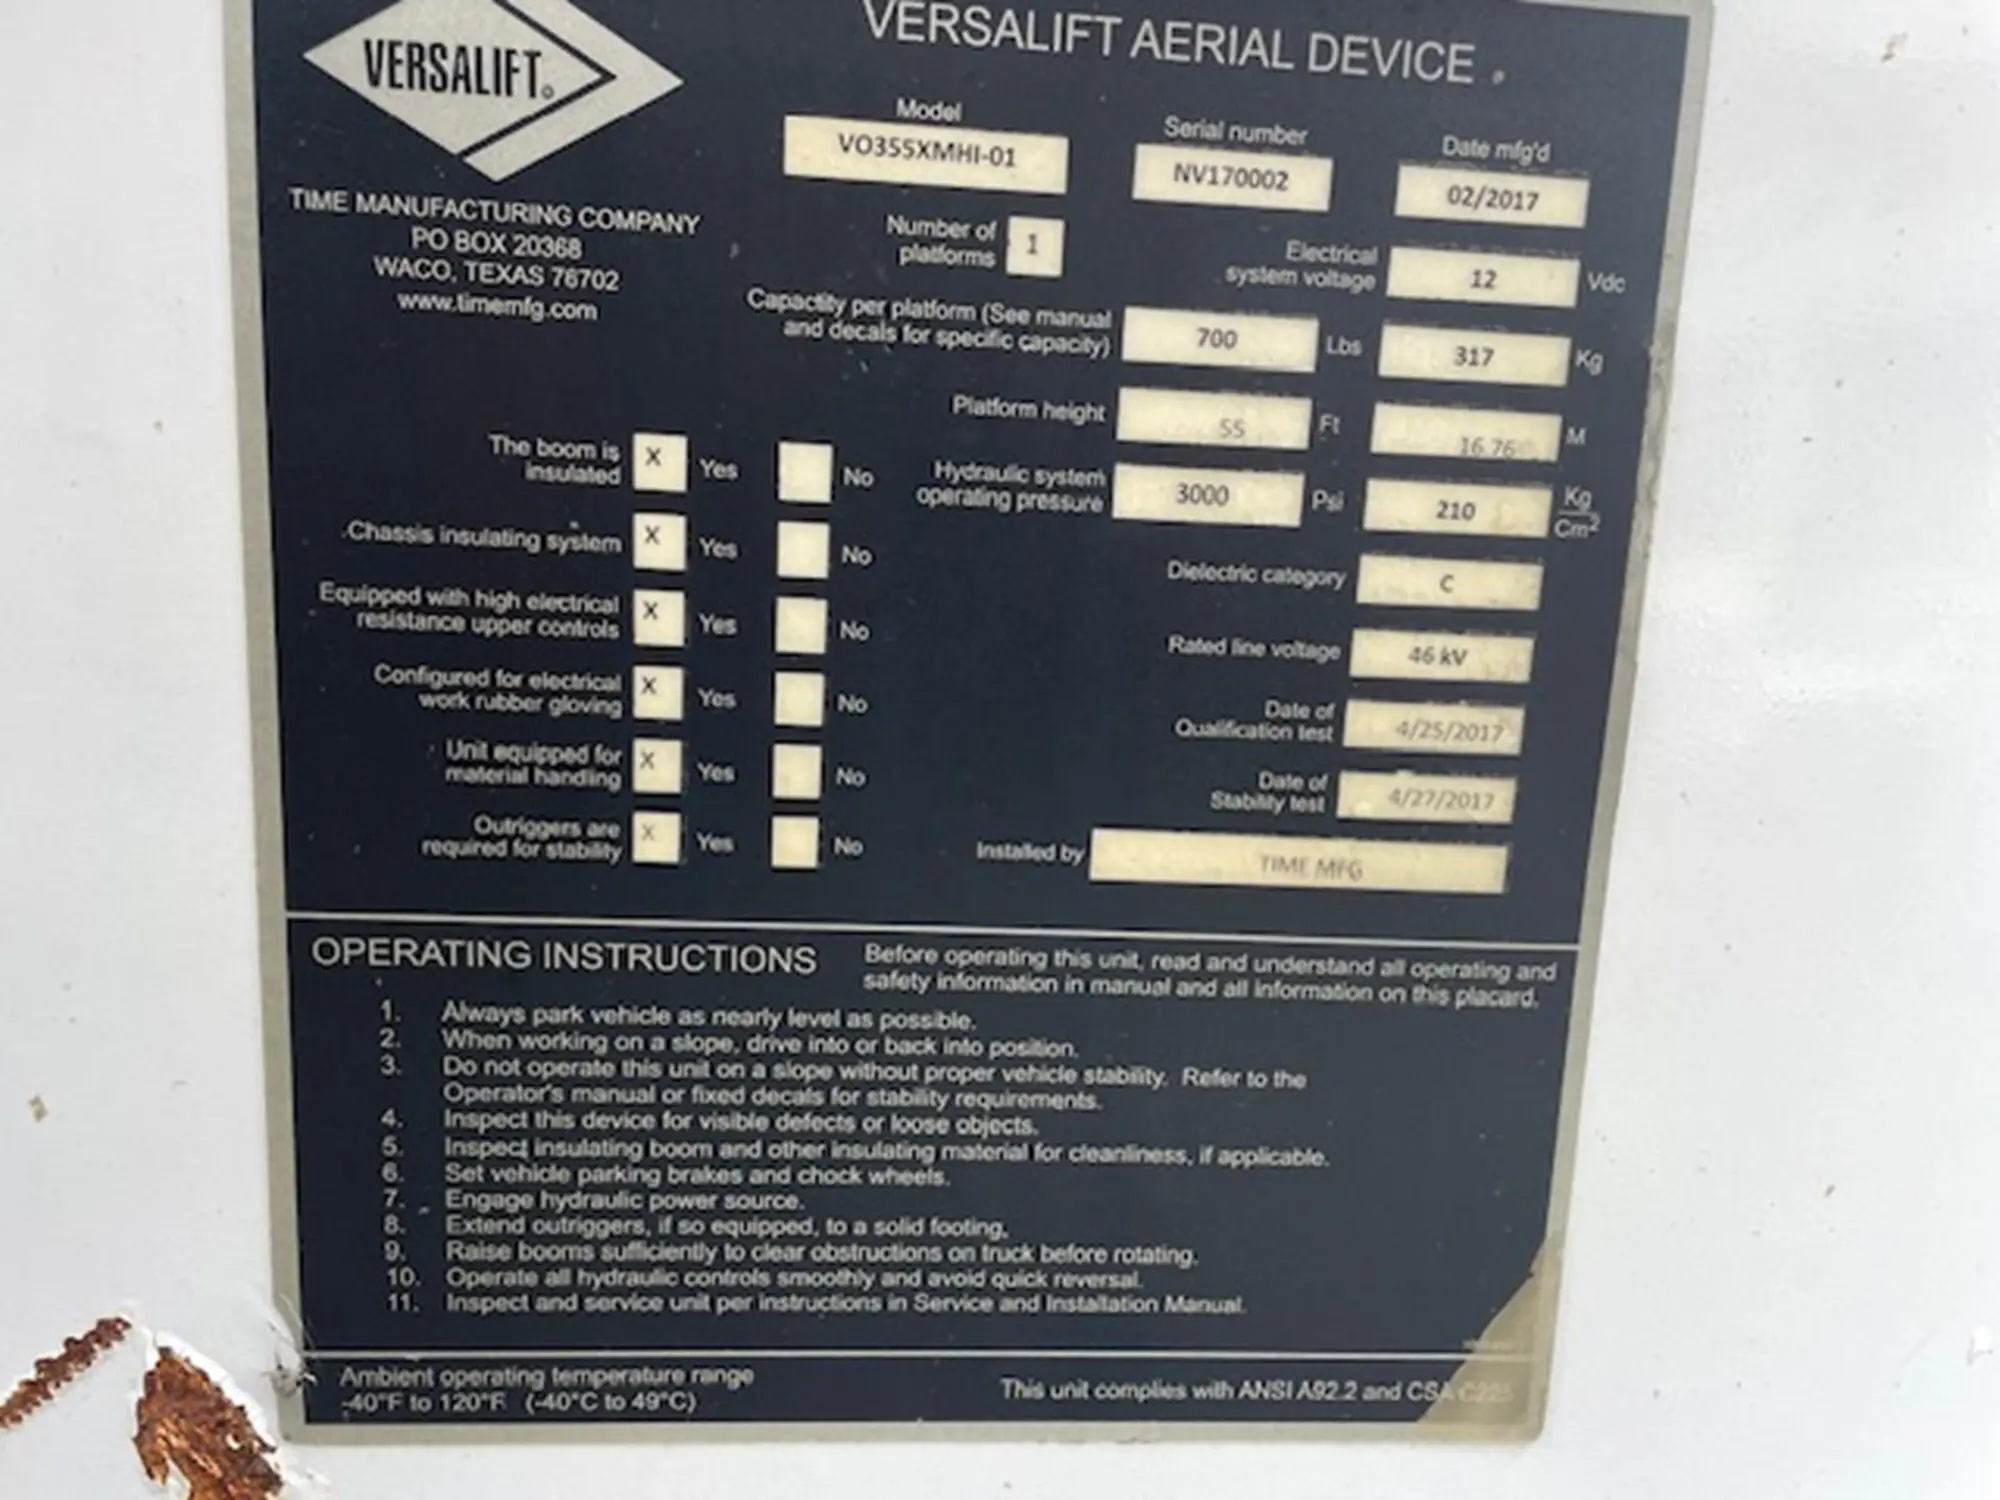 VERSALIFT
VERSALIFT AERIAL DEVICE
TIME MANUFACTURING COMPANY
PO BOX 20368
WACO, TEXAS 76702
www.timemfg.com
Model
VO355XMHI-01
Serial number
NV170002
Date mfg'd
02/2017
Number of
platforms
1
Electrical
system voltage
12 Vdc
Capactity per platform (See manual
and decals for specific capacity)
700 Lbs 317 Kg
Platform height 55 Ft 16.76 M
Hydraulic system
operating pressure
3000 Psi 210 Kg
Cm2
Dielectric category C
Rated line voltage 46 kV
Date of
Qualification test
4/25/2017
Date of
Stability test
4/27/2017
Installed by TIME MFG
The boom is
insulated
X Yes No
Chassis insulating system X Yes No
Equipped with high electrical
resistance upper controls
X Yes No
Configured for electrical
work rubber gloving
X Yes No
Unit equipped for
material handling
X Yes No
Outriggers are
required for stability
X Yes No
OPERATING INSTRUCTIONS
Before operating this unit, read and understand all operating and
safety information in manual and all information on this placard.
1. Always park vehicle as nearly level as possible.
2. When working on a slope, drive into or back into position.
3. Do not operate this unit on a slope without proper vehicle stability. Refer to the
Operator's manual or fixed decals for stability requirements.
4. Inspect this device for visible defects or loose objects.
5. Inspect insulating boom and other insulating material for cleanliness, if applicable.
6. Set vehicle parking brakes and chock wheels.
7. Engage hydraulic power source.
8. Extend outriggers, if so equipped, to a solid footing.
9. Raise booms sufficiently to clear obstructions on truck before rotating.
10. Operate all hydraulic controls smoothly and avoid quick reversal.
11. Inspect and service unit per instructions in Service and Installation Manual.
Ambient operating temperature range
-40°F to 120°F (-40°C to 49°C)
This unit complies with ANSI A92.2 and CSA C225